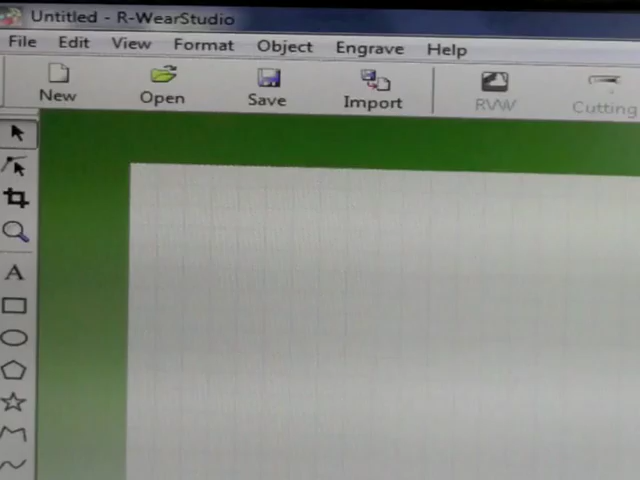 Untitled - R-WearStudio
File Edit View Format Object Engrave Help
New Open Save Import RVW Cutting
A